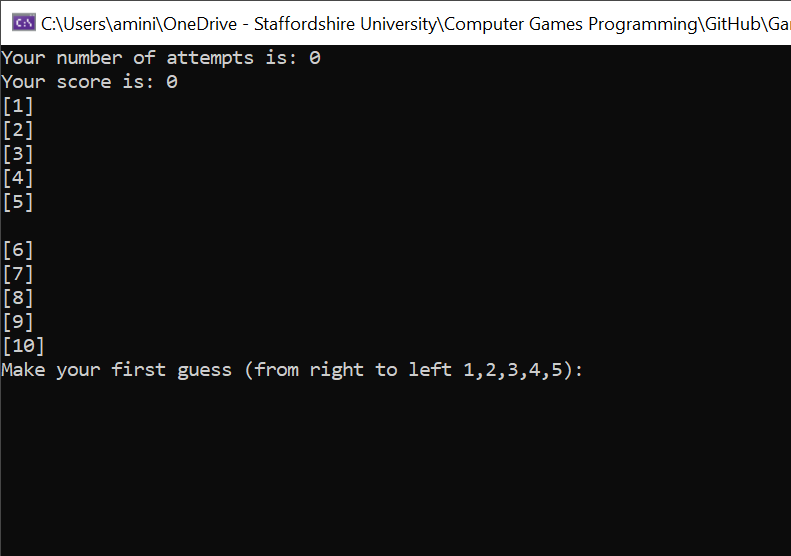 C:\Users\amini\OneDrive - Staffordshire University\Computer Games Programming\GitHub\Gar
Your number of attempts is: 0
Your score is: 0
[1]
[2]
[3]
[4]
[5]
[6]
[7]
[8]
[9]
[10]
Make your first guess (from right to left 1,2,3,4,5):